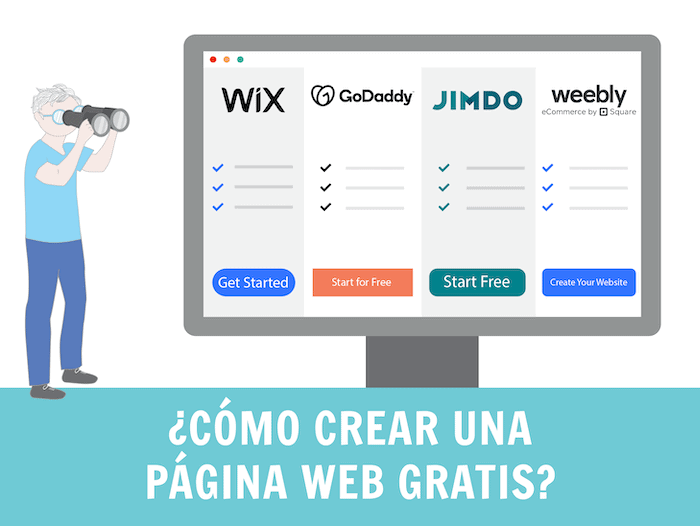 WiX
GoDaddy
JIMDO
weebly
eCommerce by Square
Get Started
Start for Free
Start Free
Create Your Website
¿CÓMO CREAR UNA
PÁGINA WEB GRATIS?